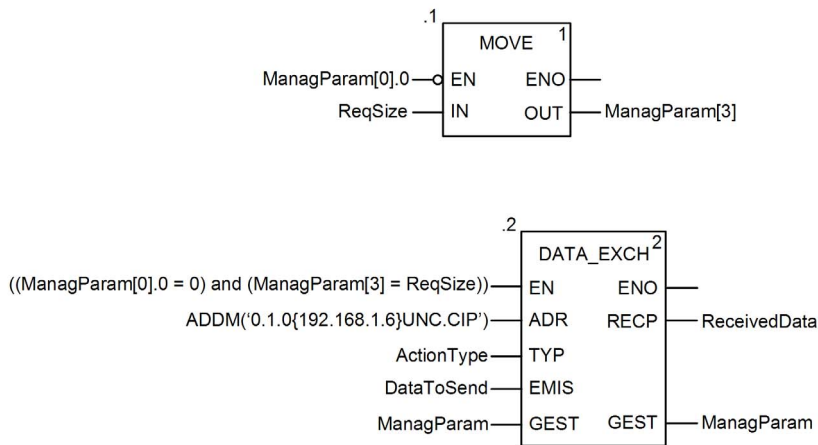 .1
MOVE 1
ManagParam[0].0 EN ENO
ReqSize IN OUT ManagParam[3]
.2
DATA_EXCH 2
((ManagParam[0].0 = 0) and (ManagParam[3] = ReqSize)) EN ENO
ADDM(‘0.1.0{192.168.1.6}UNC.CIP’) ADR RECP ReceivedData
ActionType TYP
DataToSend EMIS
ManagParam GEST GEST ManagParam